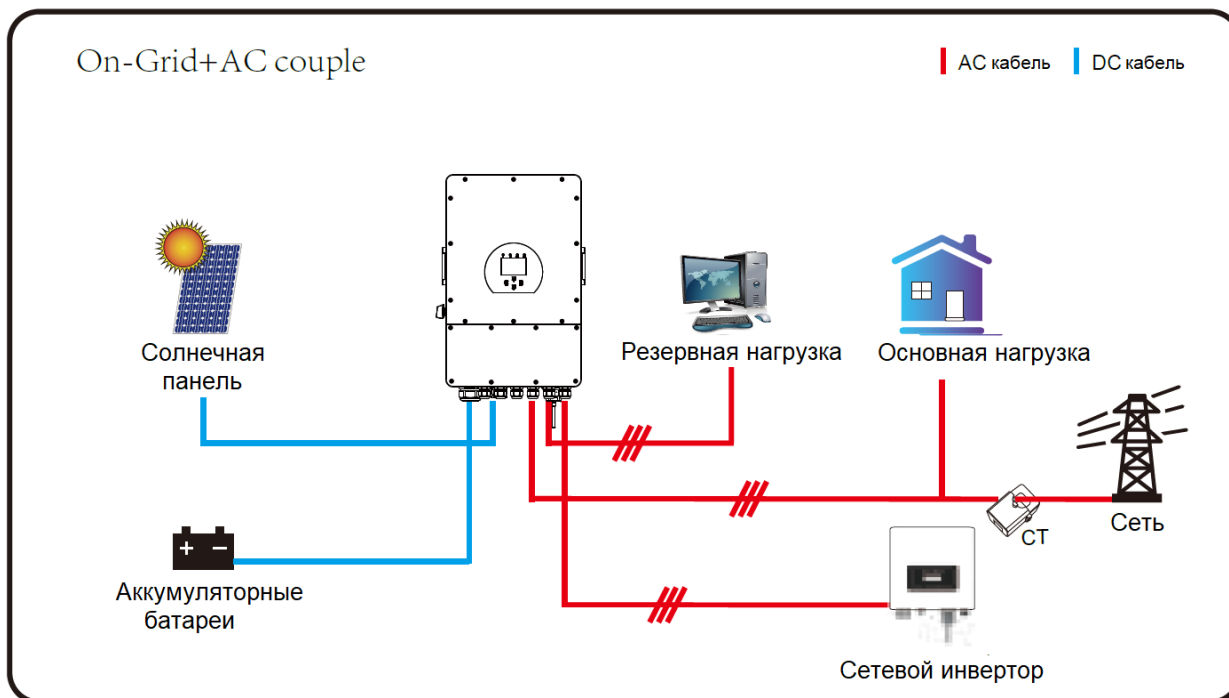 On-Grid+AC couple
AC кабель
DC кабель
Солнечная
панель
Резервная нагрузка
Основная нагрузка
Сеть
CT
Аккумуляторные
батареи
Сетевой инвертор